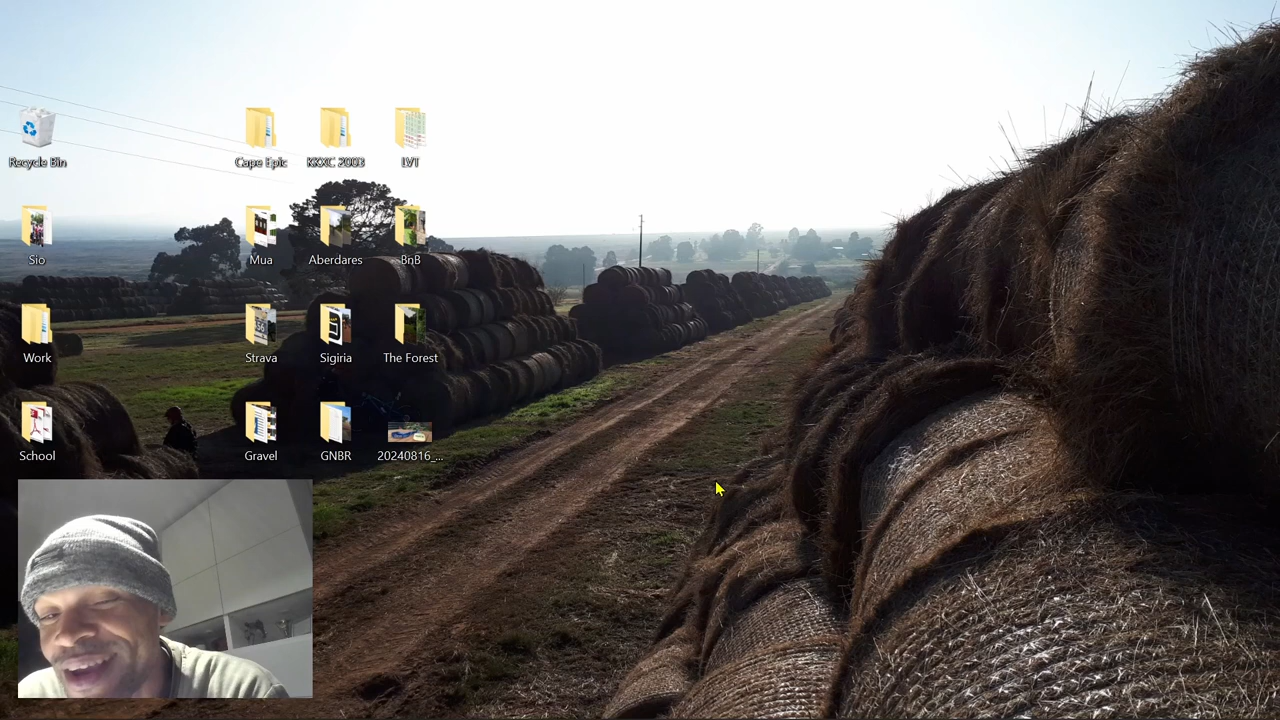 Recycle Bin
Cape Epic
KKXC 2003
LVT
Sio
Mua
Aberdares
BnB
Work
Strava
Sigiria
The Forest
School
Gravel
GNBR
20240816_...